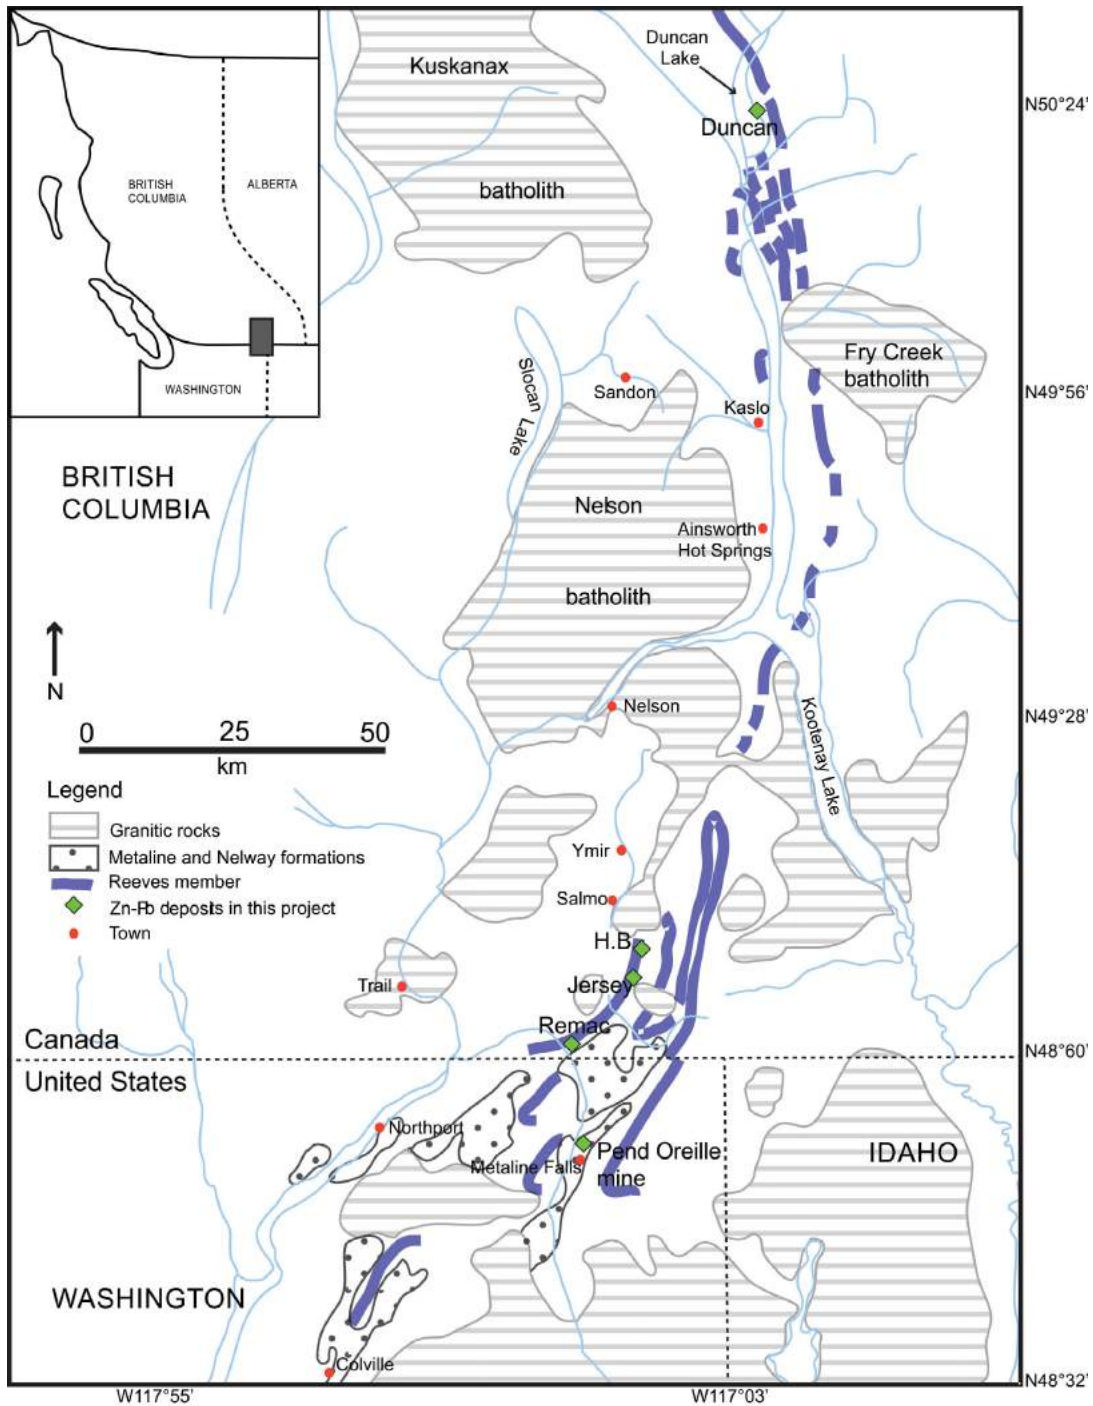 Duncan
Lake
Kuskanax
N50°24'
Duncan
BRITISH
COLUMBIA
ALBERTA
batholith
Fry Creek
batholith
Slocan Lake
WASHINGTON
Sandon
N49°56'
Kaslo
BRITISH
COLUMBIA
Nelson
Ainsworth
Hot Springs
batholith
N
Nelson
Kootenay Lake
N49°28'
0 25 50
km
Legend
Granitic rocks
Metaline and Nelway formations
Reeves member
Zn-Pb deposits in this project
Town
Ymir
Salmo
H.B.
Jersey
Trail
Remac
Canada
N48°60'
United States
Northport
Pend Oreille
mine
Metaline Falls
IDAHO
WASHINGTON
Colville
N48°32'
W117°55'
W117°03'